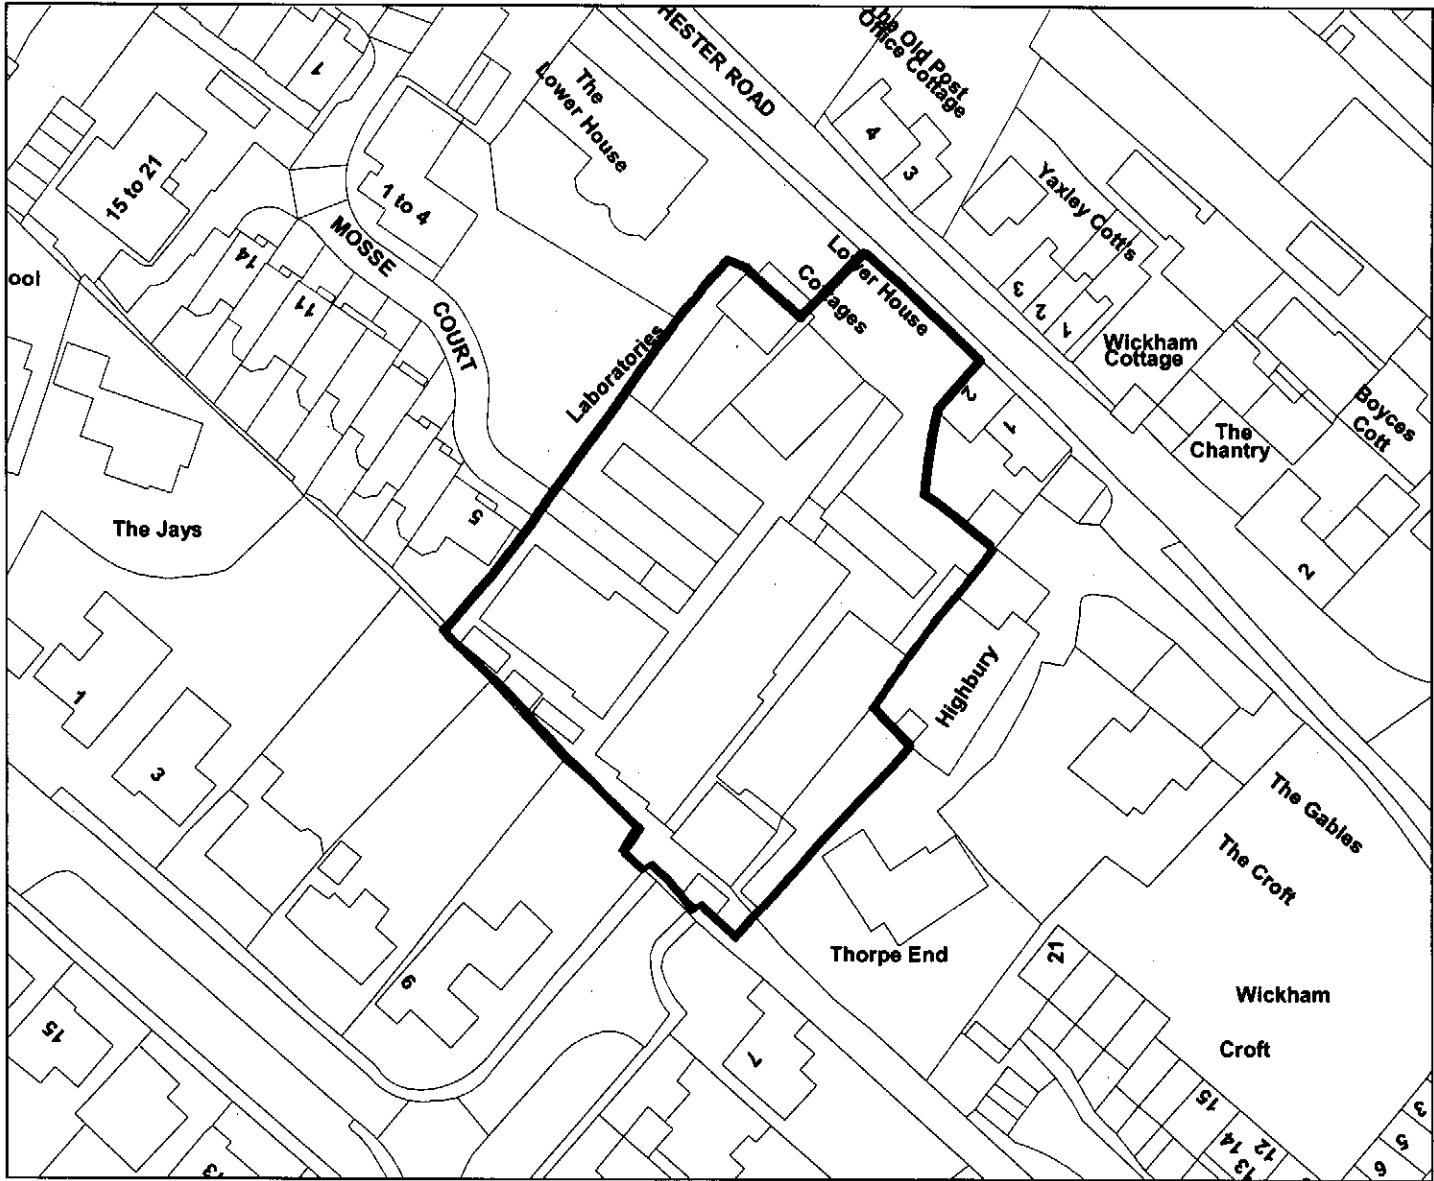 HESTER ROAD
The Old Post
Office Cottage
1
The
Lower House
4
3
15 to 21
1 to 4
Yaxley Cott's
MOSSE
COURT
14
11
ool
Lower House
Cottages
3
2
1
Wickham
Cottage
Laboratories
2
1
The
Chantry
Boyces
Cott
The Jays
5
2
Highbury
1
3
The Gables
The Croft
Thorpe End
21
9
Wickham
Croft
15
7
15
14
13
12
13
3
5
6